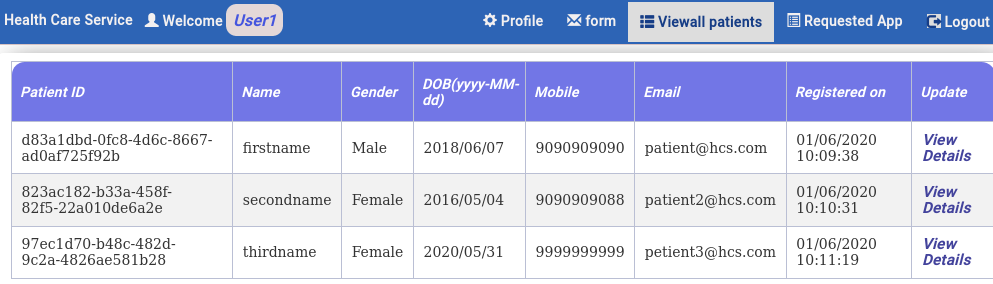 Health Care Service Welcome User1 Profile form Viewall patients Requested App Logout
Patient ID Name Gender DOB(yyyy-MM-dd) Mobile Email Registered on Update
d83a1dbd-0fc8-4d6c-8667-ad0af725f92b firstname Male 2018/06/07 9090909090 patient@hcs.com 01/06/2020 10:09:38 View Details
823ac182-b33a-458f-82f5-22a010de6a2e secondname Female 2016/05/04 9090909088 patient2@hcs.com 01/06/2020 10:10:31 View Details
97ec1d70-b48c-482d-9c2a-4826ae581b28 thirdname Female 2020/05/31 9999999999 petient3@hcs.com 01/06/2020 10:11:19 View Details